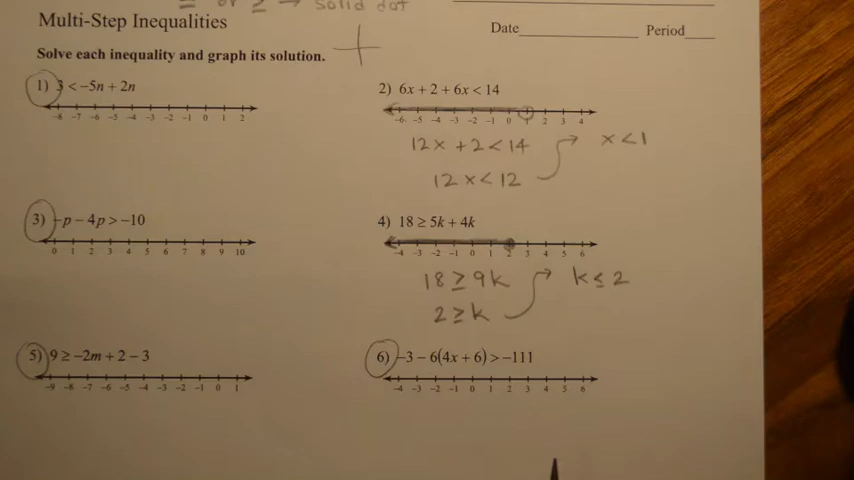 = or ≥ → solid dot
Multi-Step Inequalities
Date____________ Period____
Solve each inequality and graph its solution.
1) 3 < −5n + 2n
−8 −7 −6 −5 −4 −3 −2 −1 0 1 2
2) 6x + 2 + 6x < 14
−6 −5 −4 −3 −2 −1 0 1 2 3 4
12x + 2 < 14
x < 1
12x < 12
3) −p − 4p > −10
0 1 2 3 4 5 6 7 8 9 10
4) 18 ≥ 5k + 4k
−4 −3 −2 −1 0 1 2 3 4 5 6
18 ≥ 9k
k ≤ 2
2 ≥ k
5) 9 ≥ −2m + 2 − 3
−9 −8 −7 −6 −5 −4 −3 −2 −1 0 1
6) −3 − 6(4x + 6) > −111
−4 −3 −2 −1 0 1 2 3 4 5 6